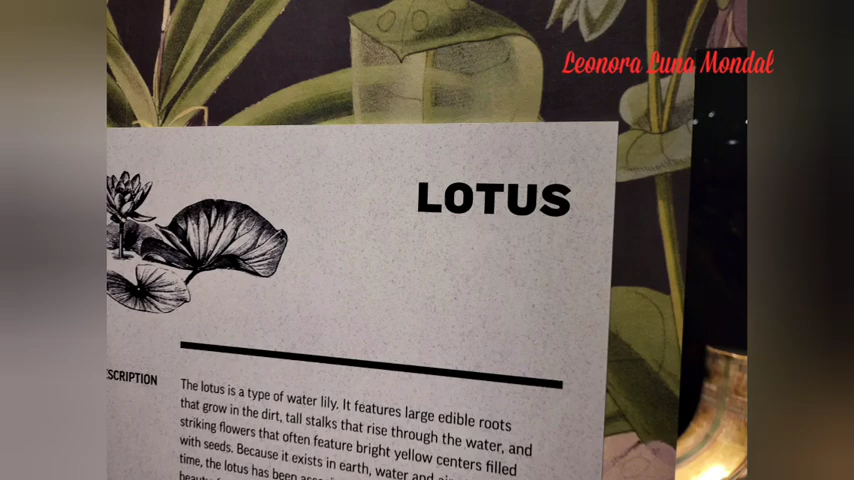 Leonora Luna Mondal
LOTUS
SCRIPTION
The lotus is a type of water lily. It features large edible roots
that grow in the dirt, tall stalks that rise through the water, and
striking flowers that often feature bright yellow centers filled
with seeds. Because it exists in earth, water and
time, the lotus has been